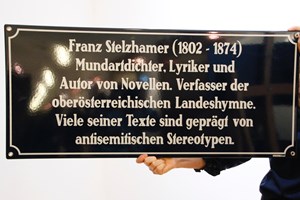 Franz Stelzhamer (1802 - 1874)
Mundartdichter, Lyriker und
Autor von Novellen. Verfasser der
oberösterreichischen Landeshymne.
Viele seiner Texte sind geprägt von
antisemitischen Stereotypen.